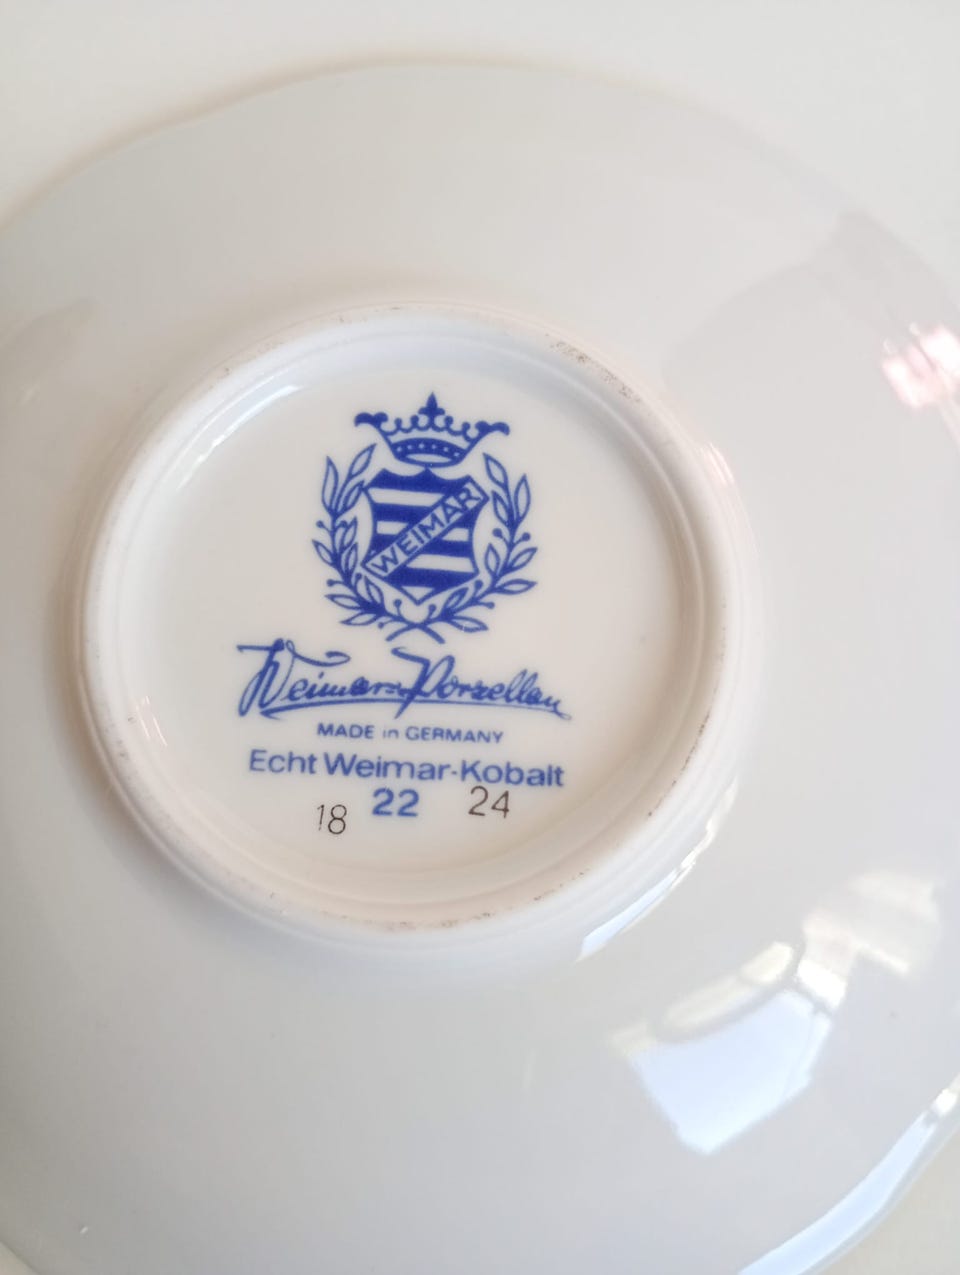 WEIMAR
Weimar-Porzellan
MADE in GERMANY
Echt Weimar-Kobalt
18 22 24